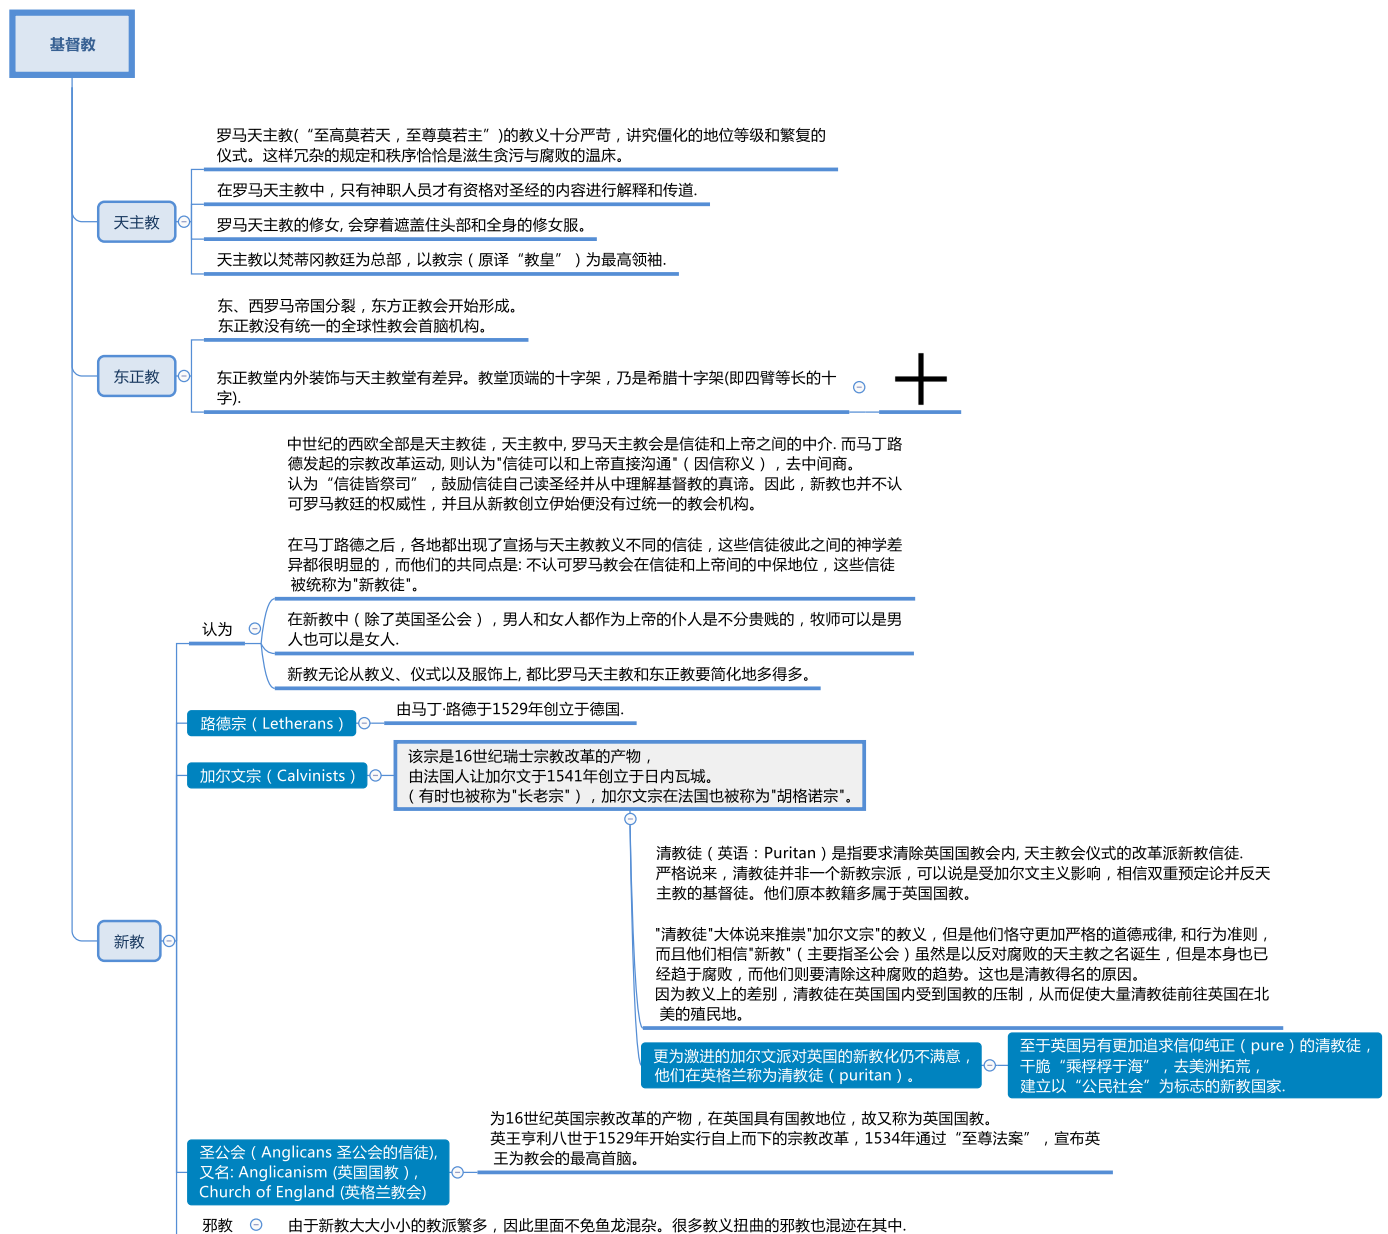 基督教
天主教
罗马天主教(“至高莫若天，至尊莫若主”)的教义十分严苛，讲究僵化的地位等级和繁复的
仪式。这样冗杂的规定和秩序恰恰是滋生贪污与腐败的温床。
在罗马天主教中，只有神职人员才有资格对圣经的内容进行解释和传道.
罗马天主教的修女, 会穿着遮盖住头部和全身的修女服。
天主教以梵蒂冈教廷为总部，以教宗（原译“教皇”）为最高领袖.
东正教
东、西罗马帝国分裂，东方正教会开始形成。
东正教没有统一的全球性教会首脑机构。
东正教堂内外装饰与天主教堂有差异。教堂顶端的十字架，乃是希腊十字架(即四臂等长的十
字).
新教
认为
中世纪的西欧全部是天主教徒，天主教中, 罗马天主教会是信徒和上帝之间的中介. 而马丁路
德发起的宗教改革运动, 则认为"信徒可以和上帝直接沟通"（因信称义），去中间商。
认为“信徒皆祭司”，鼓励信徒自己读圣经并从中理解基督教的真谛。因此，新教也并不认
可罗马教廷的权威性，并且从新教创立伊始便没有过统一的教会机构。
在马丁路德之后，各地都出现了宣扬与天主教教义不同的信徒，这些信徒彼此之间的神学差
异都很明显的，而他们的共同点是: 不认可罗马教会在信徒和上帝间的中保地位，这些信徒
被统称为"新教徒"。
在新教中（除了英国圣公会），男人和女人都作为上帝的仆人是不分贵贱的，牧师可以是男
人也可以是女人.
新教无论从教义、仪式以及服饰上, 都比罗马天主教和东正教要简化地多得多。
路德宗（Letherans）
由马丁·路德于1529年创立于德国.
加尔文宗（Calvinists）
该宗是16世纪瑞士宗教改革的产物，
由法国人让加尔文于1541年创立于日内瓦城。
（有时也被称为"长老宗"），加尔文宗在法国也被称为"胡格诺宗"。
清教徒（英语：Puritan）是指要求清除英国国教会内, 天主教会仪式的改革派新教信徒.
严格说来，清教徒并非一个新教宗派，可以说是受加尔文主义影响，相信双重预定论并反天
主教的基督徒。他们原本教籍多属于英国国教。
"清教徒"大体说来推崇"加尔文宗"的教义，但是他们恪守更加严格的道德戒律, 和行为准则，
而且他们相信"新教"（主要指圣公会）虽然是以反对腐败的天主教之名诞生，但是本身也已
经趋于腐败，而他们则要清除这种腐败的趋势。这也是清教得名的原因。
因为教义上的差别，清教徒在英国国内受到国教的压制，从而促使大量清教徒前往英国在北
美的殖民地。
更为激进的加尔文派对英国的新教化仍不满意，
他们在英格兰称为清教徒（puritan）。
至于英国另有更加追求信仰纯正（pure）的清教徒，
干脆“乘桴桴于海”，去美洲拓荒，
建立以“公民社会”为标志的新教国家.
圣公会（Anglicans 圣公会的信徒),
又名: Anglicanism (英国国教），
Church of England (英格兰教会)
为16世纪英国宗教改革的产物，在英国具有国教地位，故又称为英国国教。
英王亨利八世于1529年开始实行自上而下的宗教改革，1534年通过“至尊法案”，宣布英
王为教会的最高首脑。
邪教
由于新教大大小小的教派繁多，因此里面不免鱼龙混杂。很多教义扭曲的邪教也混迹在其中.